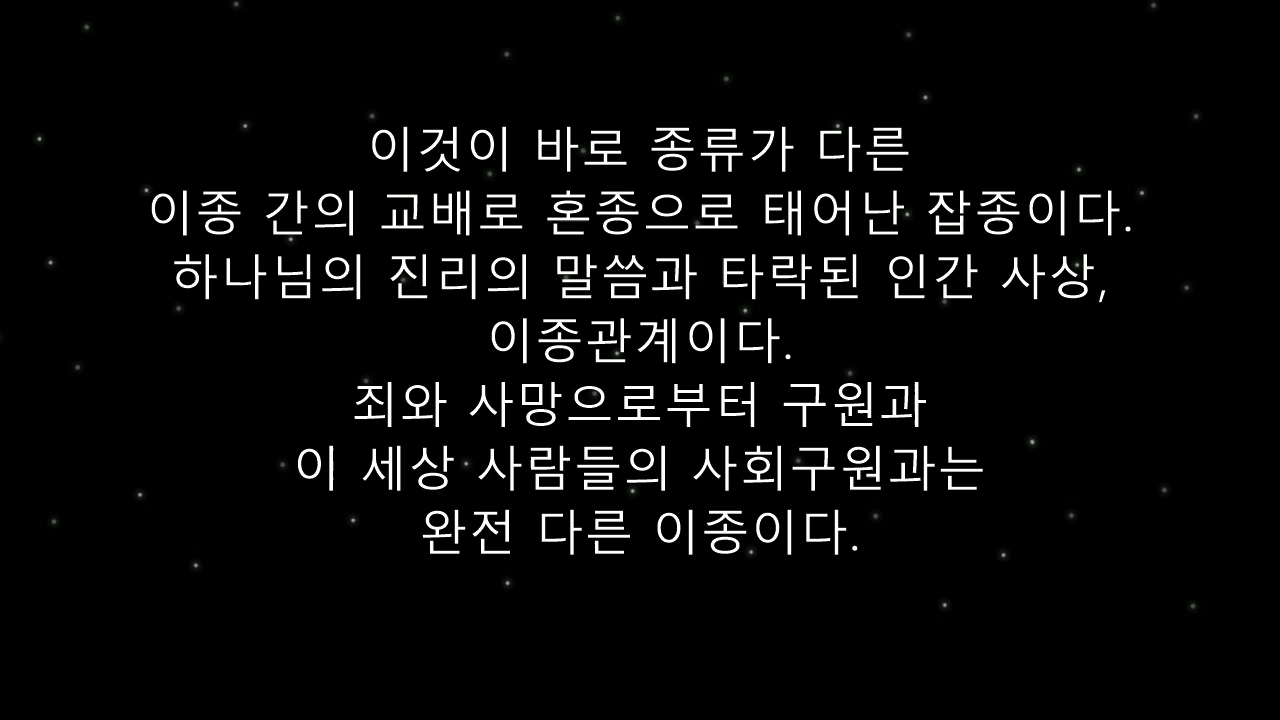 이것이 바로 종류가 다른
이종 간의 교배로 혼종으로 태어난 잡종이다.
하나님의 진리의 말씀과 타락된 인간 사상,
이종관계이다.
죄와 사망으로부터 구원과
이 세상 사람들의 사회구원과는
완전 다른 이종이다.